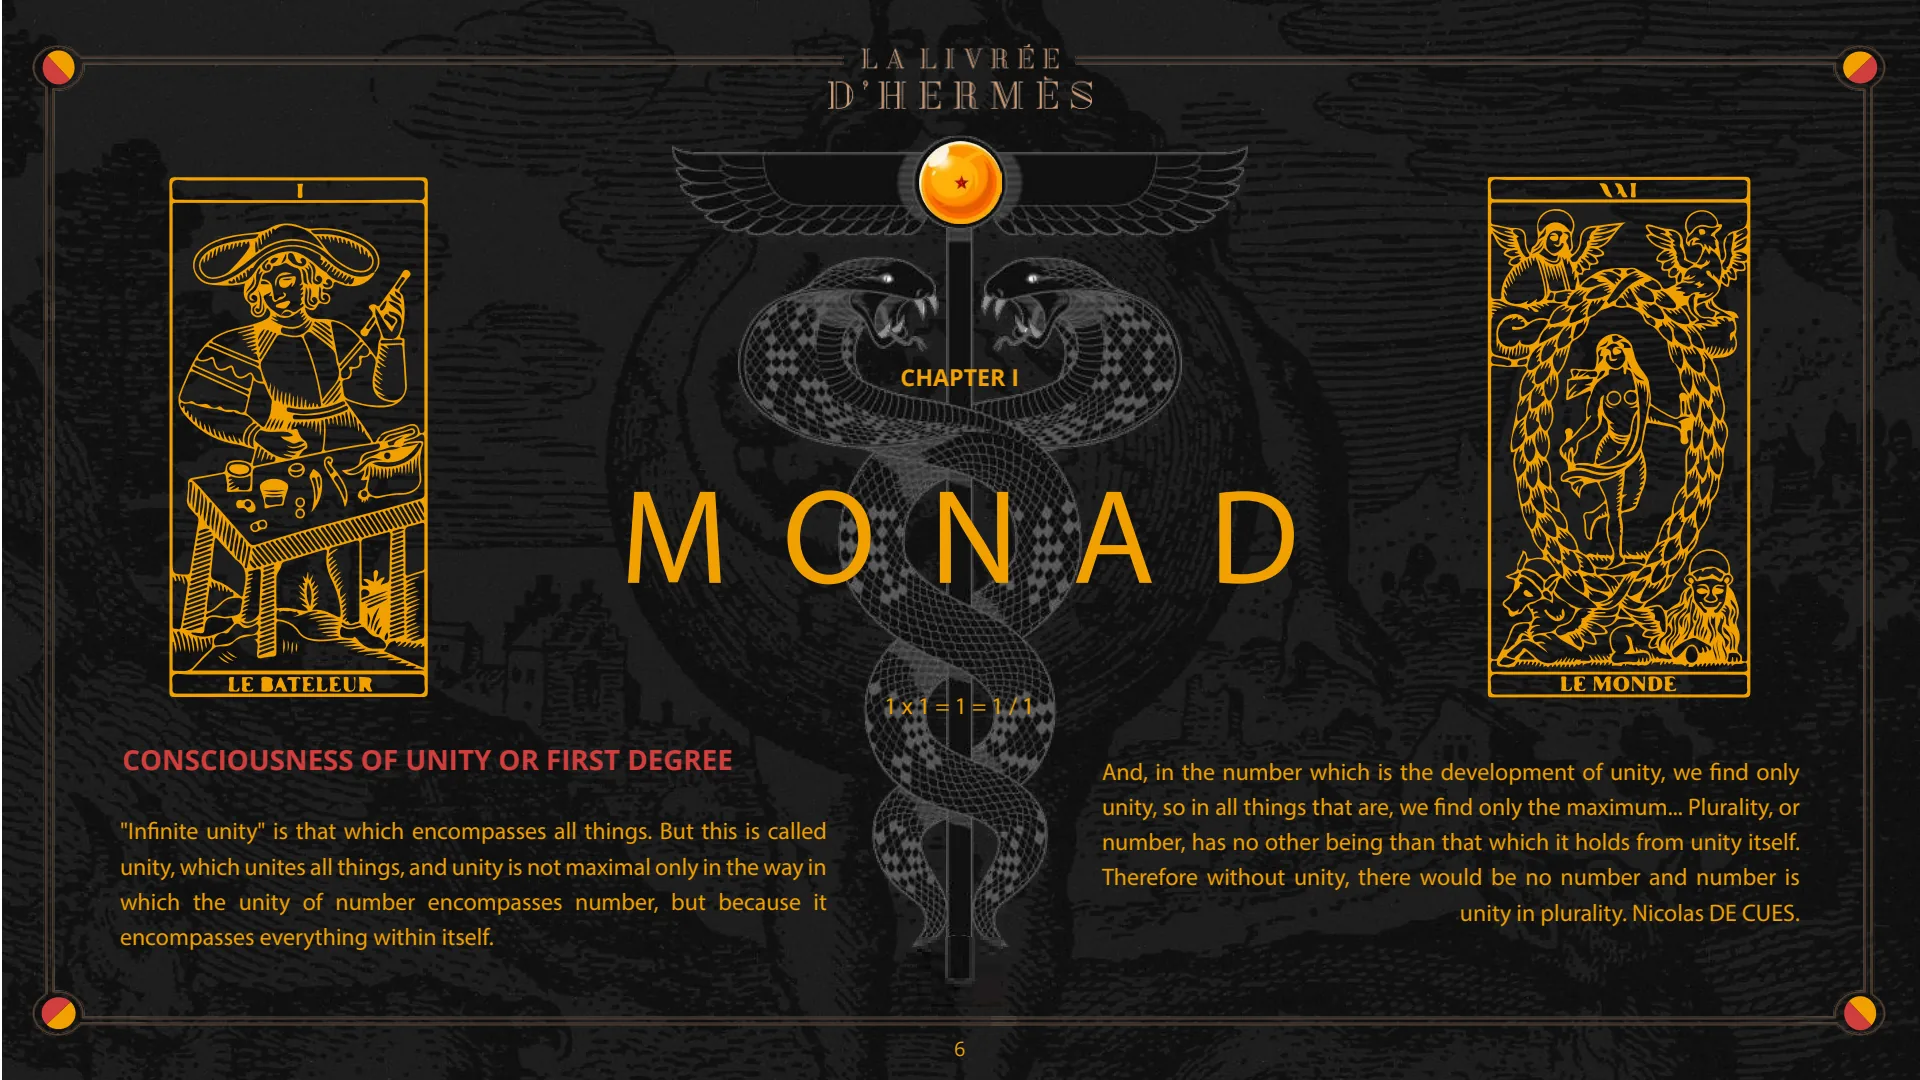 LA LIVRÉE
D'HERMÈS
I
LE BATELEUR
CHAPTER I
MONAD
1 x 1 = 1 = 1 / 1
XXI
LE MONDE
CONSCIOUSNESS OF UNITY OR FIRST DEGREE
"Infinite unity" is that which encompasses all things. But this is called
unity, which unites all things, and unity is not maximal only in the way in
which the unity of number encompasses number, but because it
encompasses everything within itself.
And, in the number which is the development of unity, we find only
unity, so in all things that are, we find only the maximum... Plurality, or
number, has no other being than that which it holds from unity itself.
Therefore without unity, there would be no number and number is
unity in plurality. Nicolas DE CUES.
6